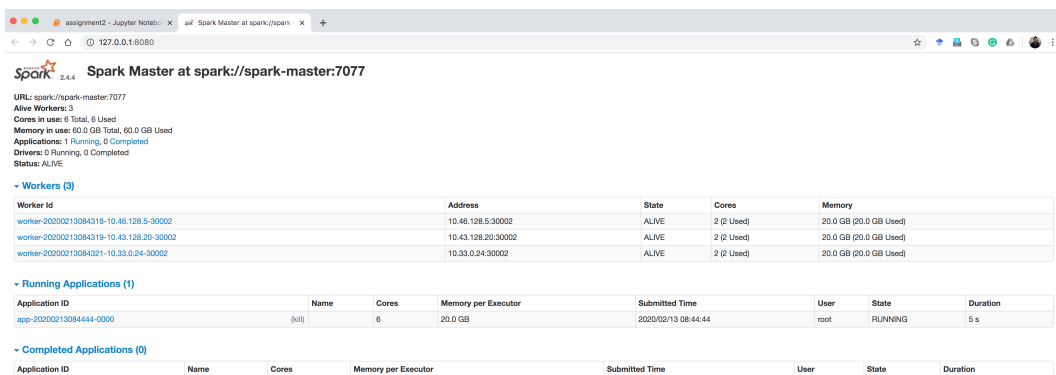 assignment2 - Jupyter Noteboo
Spark Master at spark://spark-
127.0.0.1:8080
APACHE Spark 2.4.4 Spark Master at spark://spark-master:7077
URL: spark://spark-master:7077
Alive Workers: 3
Cores in use: 6 Total, 6 Used
Memory in use: 60.0 GB Total, 60.0 GB Used
Applications: 1 Running, 0 Completed
Drivers: 0 Running, 0 Completed
Status: ALIVE
Workers (3)
Worker Id Address State Cores Memory
worker-20200213084318-10.46.128.5-30002 10.46.128.5:30002 ALIVE 2 (2 Used) 20.0 GB (20.0 GB Used)
worker-20200213084319-10.43.128.20-30002 10.43.128.20:30002 ALIVE 2 (2 Used) 20.0 GB (20.0 GB Used)
worker-20200213084321-10.33.0.24-30002 10.33.0.24:30002 ALIVE 2 (2 Used) 20.0 GB (20.0 GB Used)
Running Applications (1)
Application ID Name Cores Memory per Executor Submitted Time User State Duration
app-20200213084444-0000 (kill) 6 20.0 GB 2020/02/13 08:44:44 root RUNNING 5 s
Completed Applications (0)
Application ID Name Cores Memory per Executor Submitted Time User State Duration